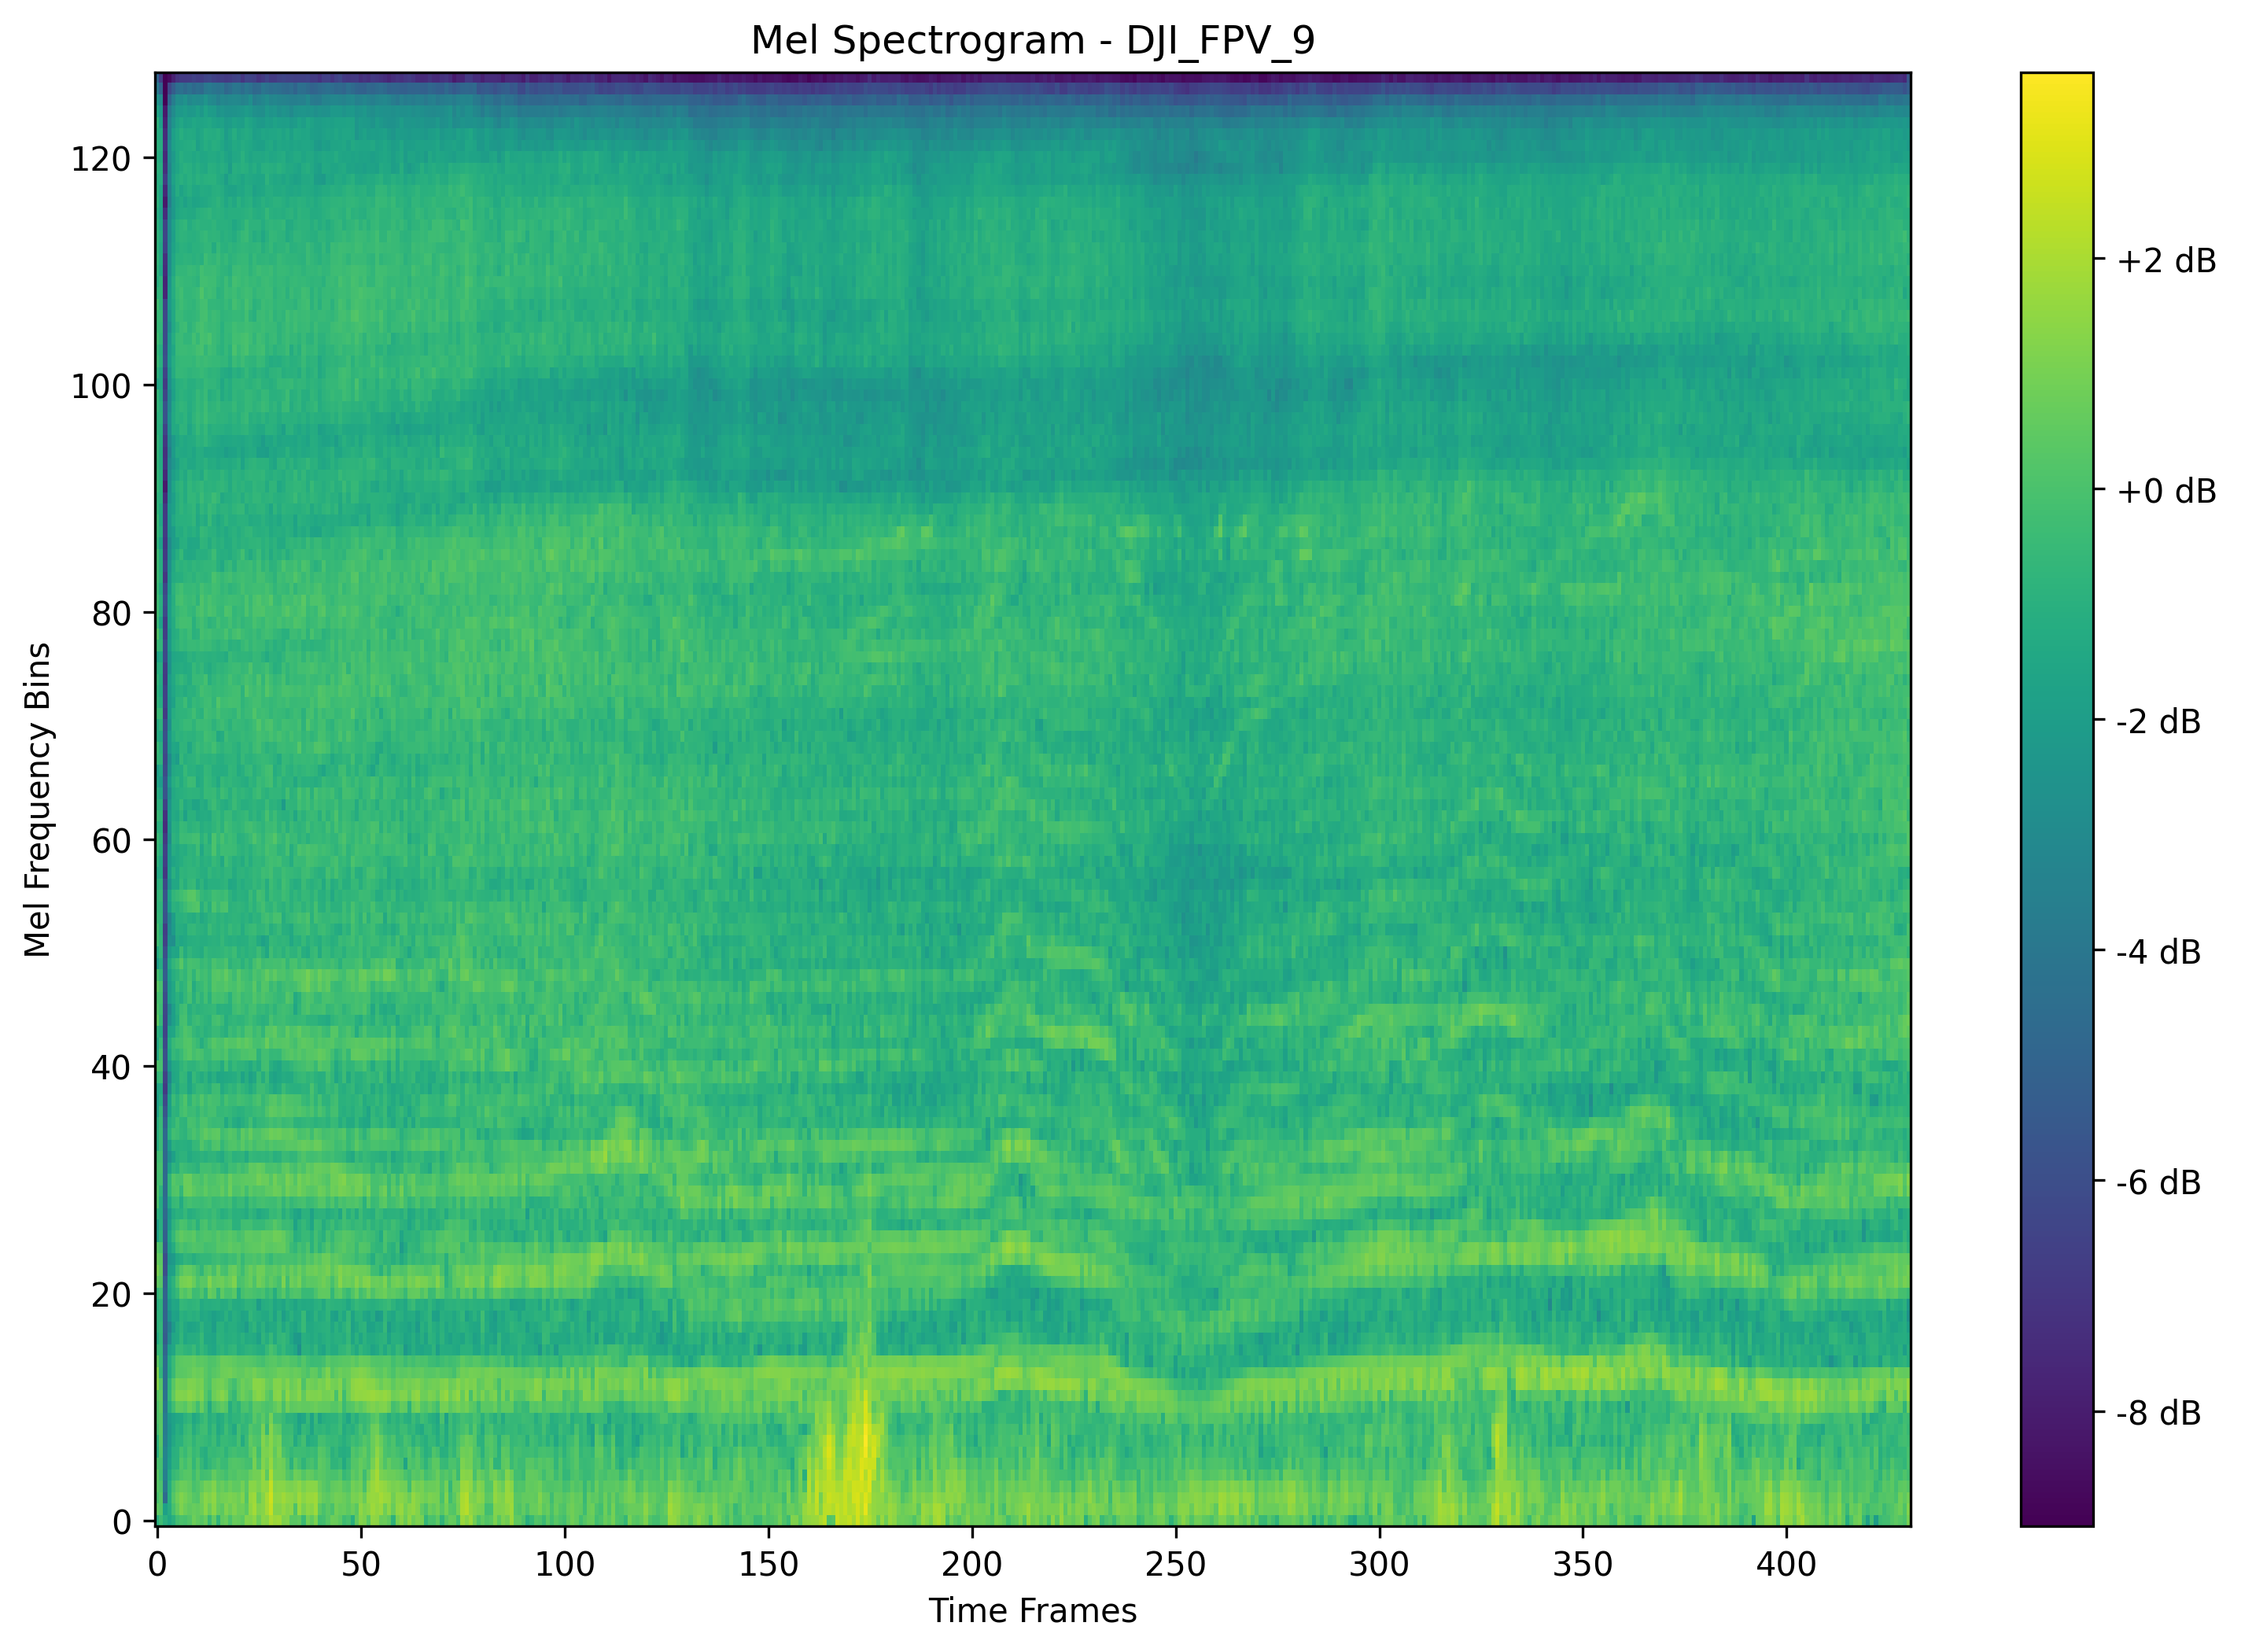 Mel Spectrogram - DJI_FPV_9
120
100
80
60
40
20
0
Mel Frequency Bins
0 50 100 150 200 250 300 350 400
Time Frames
+2 dB
+0 dB
-2 dB
-4 dB
-6 dB
-8 dB